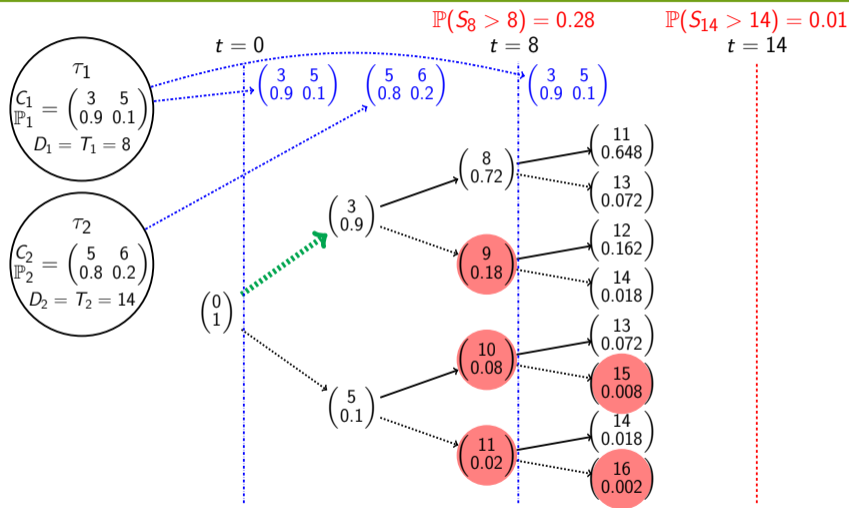 ℙ(S₈ > 8) = 0.28
ℙ(S₁₄ > 14) = 0.01
t = 0
t = 8
t = 14
τ₁
C₁ = (3 5
ℙ₁ 0.9 0.1)
D₁ = T₁ = 8
(3 5
0.9 0.1)
(5 6
0.8 0.2)
(3 5
0.9 0.1)
τ₂
C₂ = (5 6
ℙ₂ 0.8 0.2)
D₂ = T₂ = 14
(0
1)
(3
0.9)
(5
0.1)
(8
0.72)
(9
0.18)
(10
0.08)
(11
0.02)
(11
0.648)
(13
0.072)
(12
0.162)
(14
0.018)
(13
0.072)
(15
0.008)
(14
0.018)
(16
0.002)